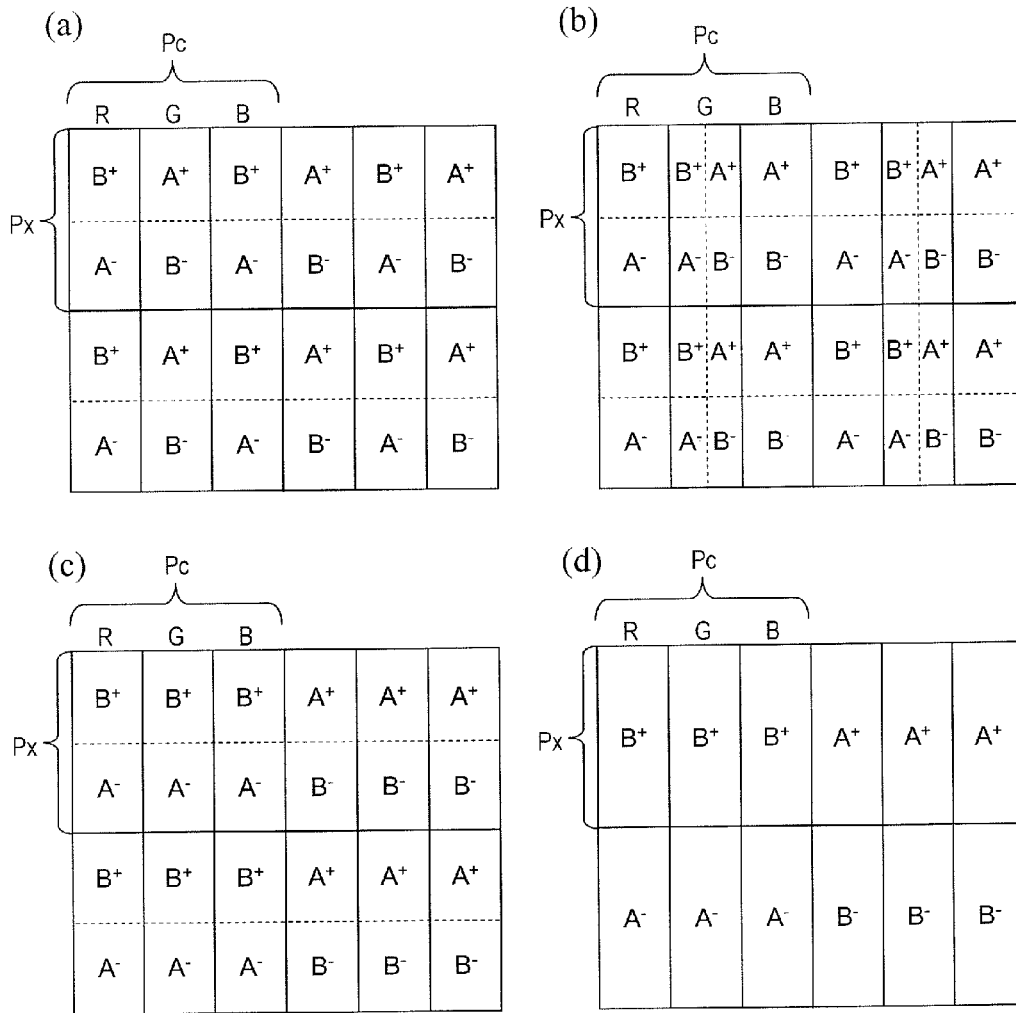 (a)
Pc
R G B
Px
B⁺ A⁺ B⁺ A⁺ B⁺ A⁺
A⁻ B⁻ A⁻ B⁻ A⁻ B⁻
B⁺ A⁺ B⁺ A⁺ B⁺ A⁺
A⁻ B⁻ A⁻ B⁻ A⁻ B⁻
(b)
Pc
R G B
Px
B⁺ B⁺ A⁺ A⁺ B⁺ B⁺ A⁺ A⁺
A⁻ A⁻ B⁻ B⁻ A⁻ A⁻ B⁻ B⁻
B⁺ B⁺ A⁺ A⁺ B⁺ B⁺ A⁺ A⁺
A⁻ A⁻ B⁻ B⁻ A⁻ A⁻ B⁻ B⁻
(c)
Pc
R G B
Px
B⁺ B⁺ B⁺ A⁺ A⁺ A⁺
A⁻ A⁻ A⁻ B⁻ B⁻ B⁻
B⁺ B⁺ B⁺ A⁺ A⁺ A⁺
A⁻ A⁻ A⁻ B⁻ B⁻ B⁻
(d)
Pc
R G B
Px
B⁺ B⁺ B⁺ A⁺ A⁺ A⁺
A⁻ A⁻ A⁻ B⁻ B⁻ B⁻